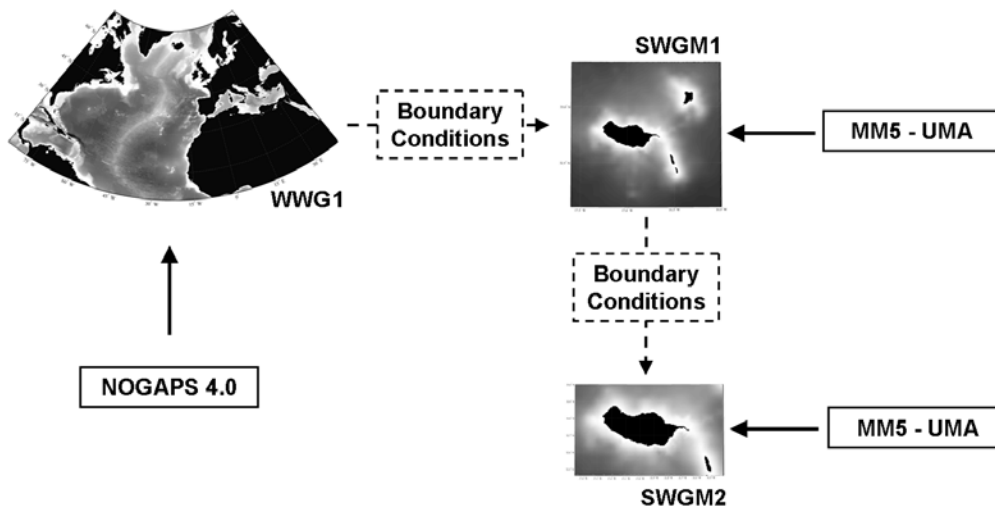 SWGM1
Boundary
Conditions
MM5 - UMA
WWG1
Boundary
Conditions
NOGAPS 4.0
MM5 - UMA
SWGM2